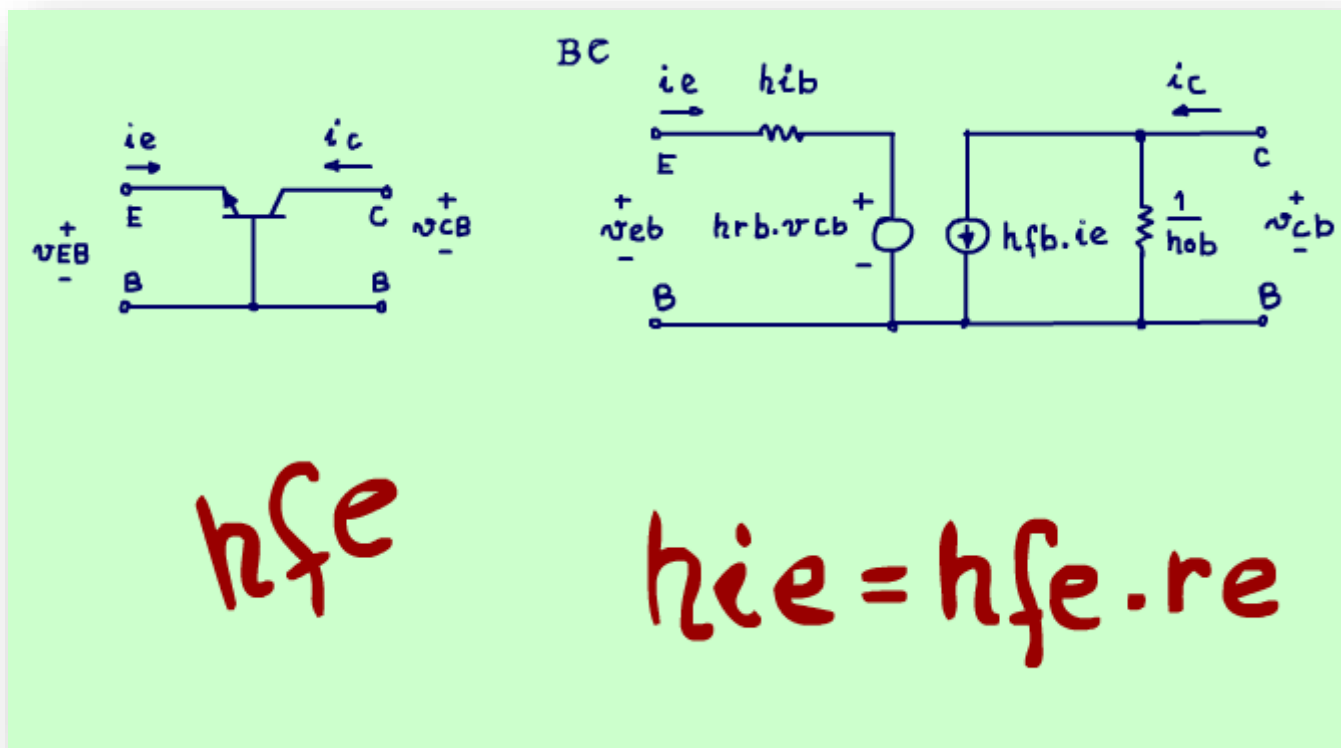 BC
ie hib ic
ie ic
E C E C
+ vEB - + vCB - + veb - hrb.vcb + - hfb.ie 1/hob + vcb -
B B B B
hfe hie = hfe.re